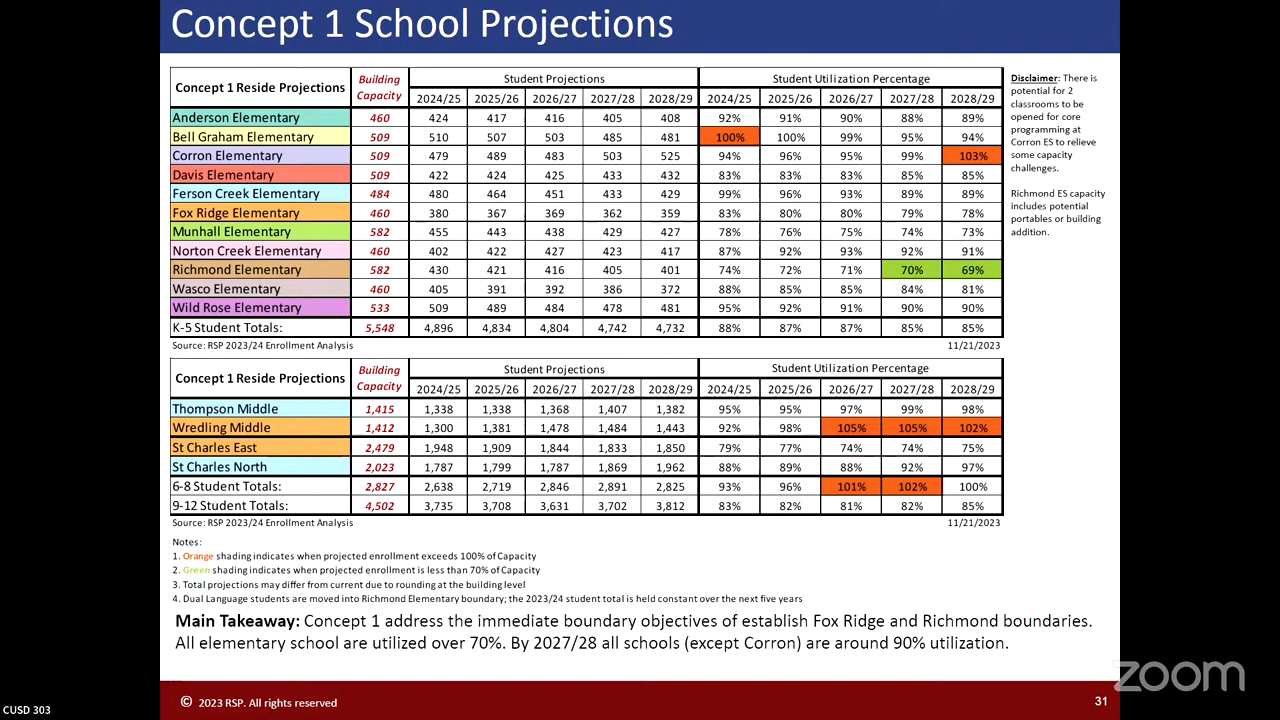 Concept 1 School Projections
Concept 1 Reside Projections Building Capacity Student Projections Student Utilization Percentage
2024/25 2025/26 2026/27 2027/28 2028/29 2024/25 2025/26 2026/27 2027/28 2028/29
Anderson Elementary 460 424 417 416 405 408 92% 91% 90% 88% 89%
Bell Graham Elementary 509 510 507 503 485 481 100% 100% 99% 95% 94%
Corron Elementary 509 479 489 483 503 525 94% 96% 95% 99% 103%
Davis Elementary 509 422 424 425 433 432 83% 83% 83% 85% 85%
Ferson Creek Elementary 484 480 464 451 433 429 99% 96% 93% 89% 89%
Fox Ridge Elementary 460 380 367 369 362 359 83% 80% 80% 79% 78%
Munhall Elementary 582 455 443 438 429 427 78% 76% 75% 74% 73%
Norton Creek Elementary 460 402 422 427 423 417 87% 92% 93% 92% 91%
Richmond Elementary 582 430 421 416 405 401 74% 72% 71% 70% 69%
Wasco Elementary 460 405 391 392 386 372 88% 85% 85% 84% 81%
Wild Rose Elementary 533 509 489 484 478 481 95% 92% 91% 90% 90%
K-5 Student Totals: 5,548 4,896 4,834 4,804 4,742 4,732 88% 87% 87% 85% 85%
Source: RSP 2023/24 Enrollment Analysis 11/21/2023
Disclaimer: There is
potential for 2
classrooms to be
opened for core
programming at
Corron ES to relieve
some capacity
challenges.
Richmond ES capacity
includes potential
portables or building
addition.
Concept 1 Reside Projections Building Capacity Student Projections Student Utilization Percentage
2024/25 2025/26 2026/27 2027/28 2028/29 2024/25 2025/26 2026/27 2027/28 2028/29
Thompson Middle 1,415 1,338 1,338 1,368 1,407 1,382 95% 95% 97% 99% 98%
Wredling Middle 1,412 1,300 1,381 1,478 1,484 1,443 92% 98% 105% 105% 102%
St Charles East 2,479 1,948 1,909 1,844 1,833 1,850 79% 77% 74% 74% 75%
St Charles North 2,023 1,787 1,799 1,787 1,869 1,962 88% 89% 88% 92% 97%
6-8 Student Totals: 2,827 2,638 2,719 2,846 2,891 2,825 93% 96% 101% 102% 100%
9-12 Student Totals: 4,502 3,735 3,708 3,631 3,702 3,812 83% 82% 81% 82% 85%
Source: RSP 2023/24 Enrollment Analysis 11/21/2023
Notes:
1. Orange shading indicates when projected enrollment exceeds 100% of Capacity
2. Green shading indicates when projected enrollment is less than 70% of Capacity
3. Total projections may differ from current due to rounding at the building level
4. Dual Language students are moved into Richmond Elementary boundary; the 2023/24 student total is held constant over the next five years
Main Takeaway: Concept 1 address the immediate boundary objectives of establish Fox Ridge and Richmond boundaries.
All elementary school are utilized over 70%. By 2027/28 all schools (except Corron) are around 90% utilization.
zoom
© 2023 RSP. All rights reserved 31
CUSD 303